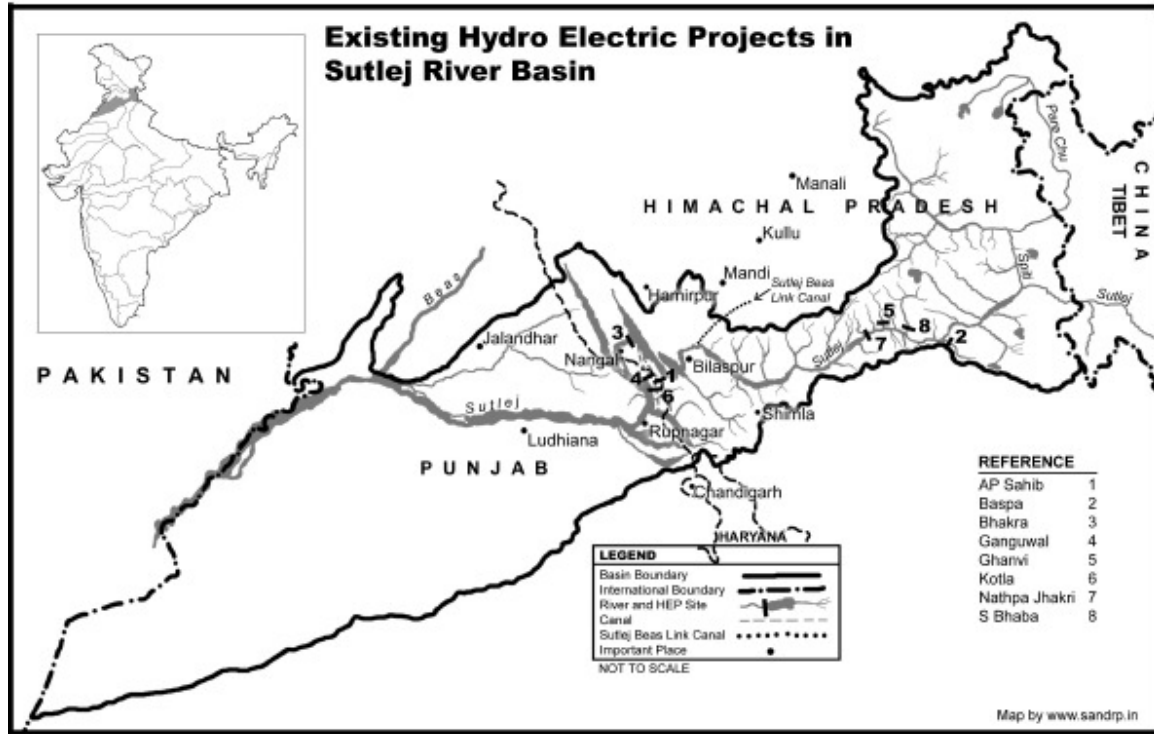 Existing Hydro Electric Projects in
Sutlej River Basin
Pare Chu
CHINA
TIBET
Manali
HIMACHAL PRADESH
Kullu
Spiti
Mandi
Sutlej Beas
Link Canal
Hamirpur
Sutlej
Beas
5
8
3
2
7
Jalandhar
Nangal
Sutlej
Bilaspur
PAKISTAN
4
1
6
Sutlej
Shimla
Rupnagar
Ludhiana
PUNJAB
Chandigarh
HARYANA
REFERENCE
AP Sahib 1
Baspa 2
Bhakra 3
Ganguwal 4
Ghanvi 5
Kotla 6
Nathpa Jhakri 7
S Bhaba 8
LEGEND
Basin Boundary
International Boundary
River and HEP Site
Canal
Sutlej Beas Link Canal
Important Place
NOT TO SCALE
Map by www.sandrp.in